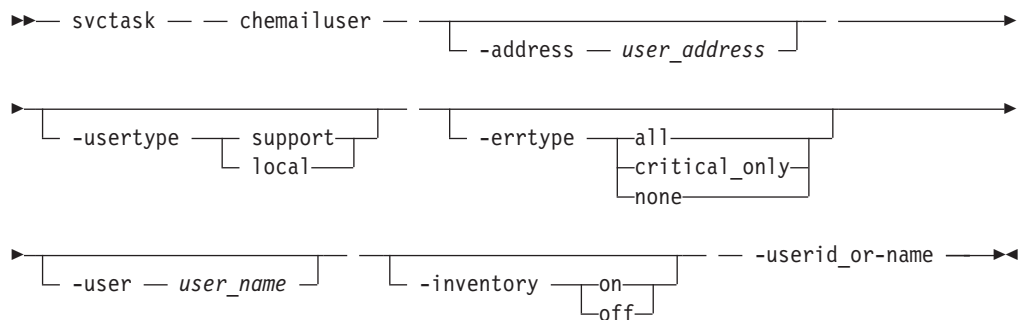 svctask chemailuser
-address user_address
-usertype support -errtype all
local critical_only
none
-user user_name -inventory on -userid_or-name
off